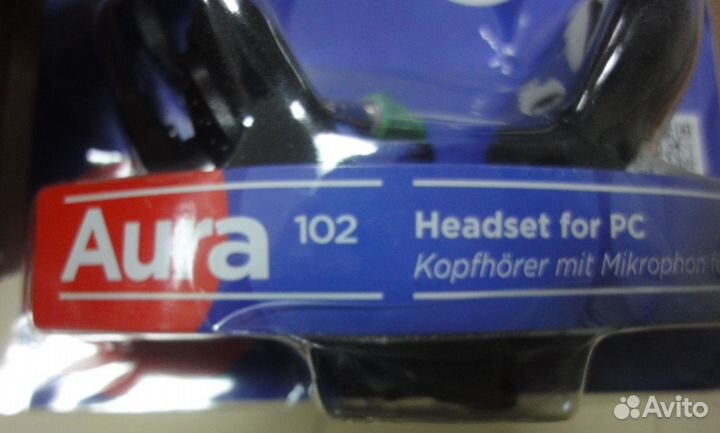 Aura 102
Headset for PC
Kopfhörer mit Mikrophon
Avito